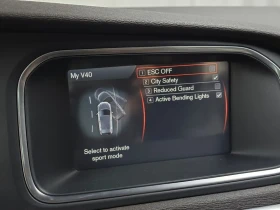 My V40
1 ESC OFF
2 City Safety
3 Reduced Guard
4 Active Bending Lights
Select to activate
sport mode